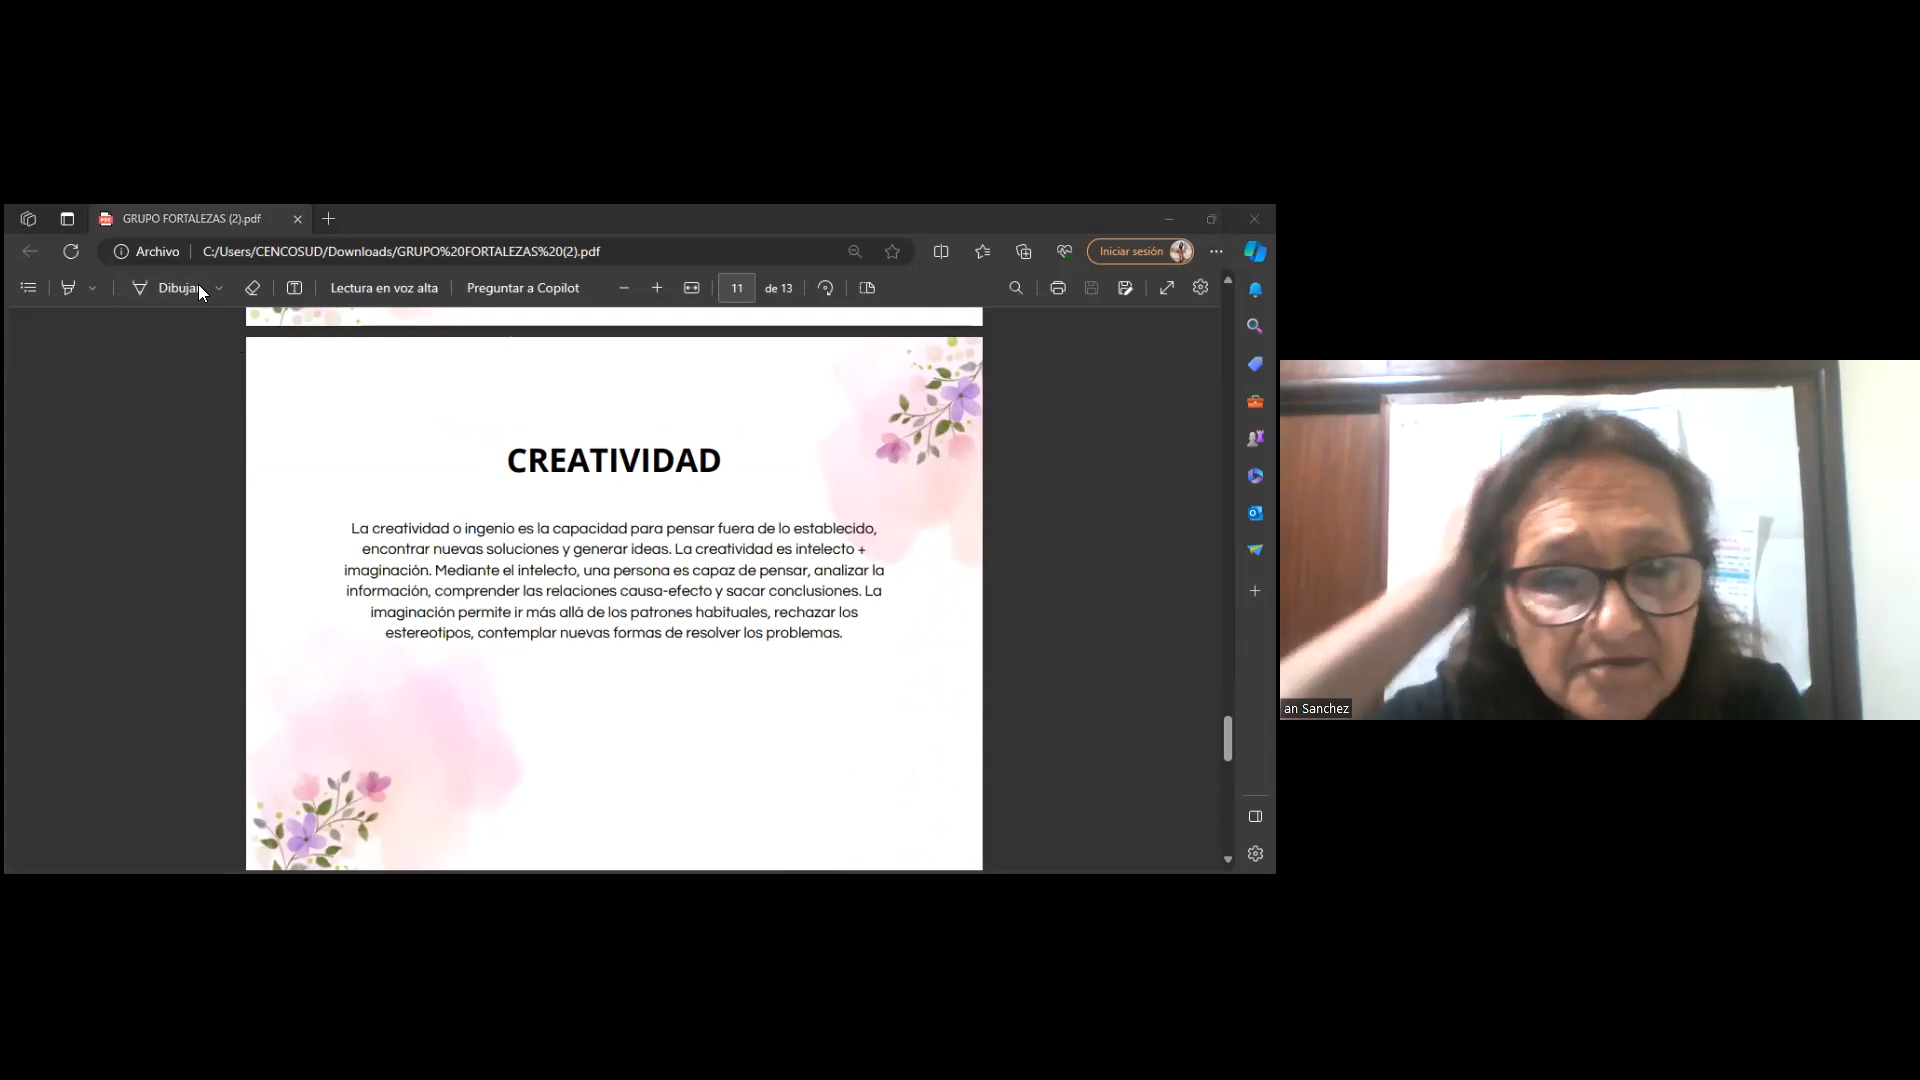 GRUPO FORTALEZAS (2).pdf
Archivo
C:/Users/CENCOSUD/Downloads/GRUPO%20FORTALEZAS%20(2).pdf
Iniciar sesión
Dibujar
Lectura en voz alta
Preguntar a Copilot
11
de 13
CREATIVIDAD
La creatividad o ingenio es la capacidad para pensar fuera de lo establecido,
encontrar nuevas soluciones y generar ideas. La creatividad es intelecto +
imaginación. Mediante el intelecto, una persona es capaz de pensar, analizar la
información, comprender las relaciones causa-efecto y sacar conclusiones. La
imaginación permite ir más allá de los patrones habituales, rechazar los
estereotipos, contemplar nuevas formas de resolver los problemas.
an Sanchez